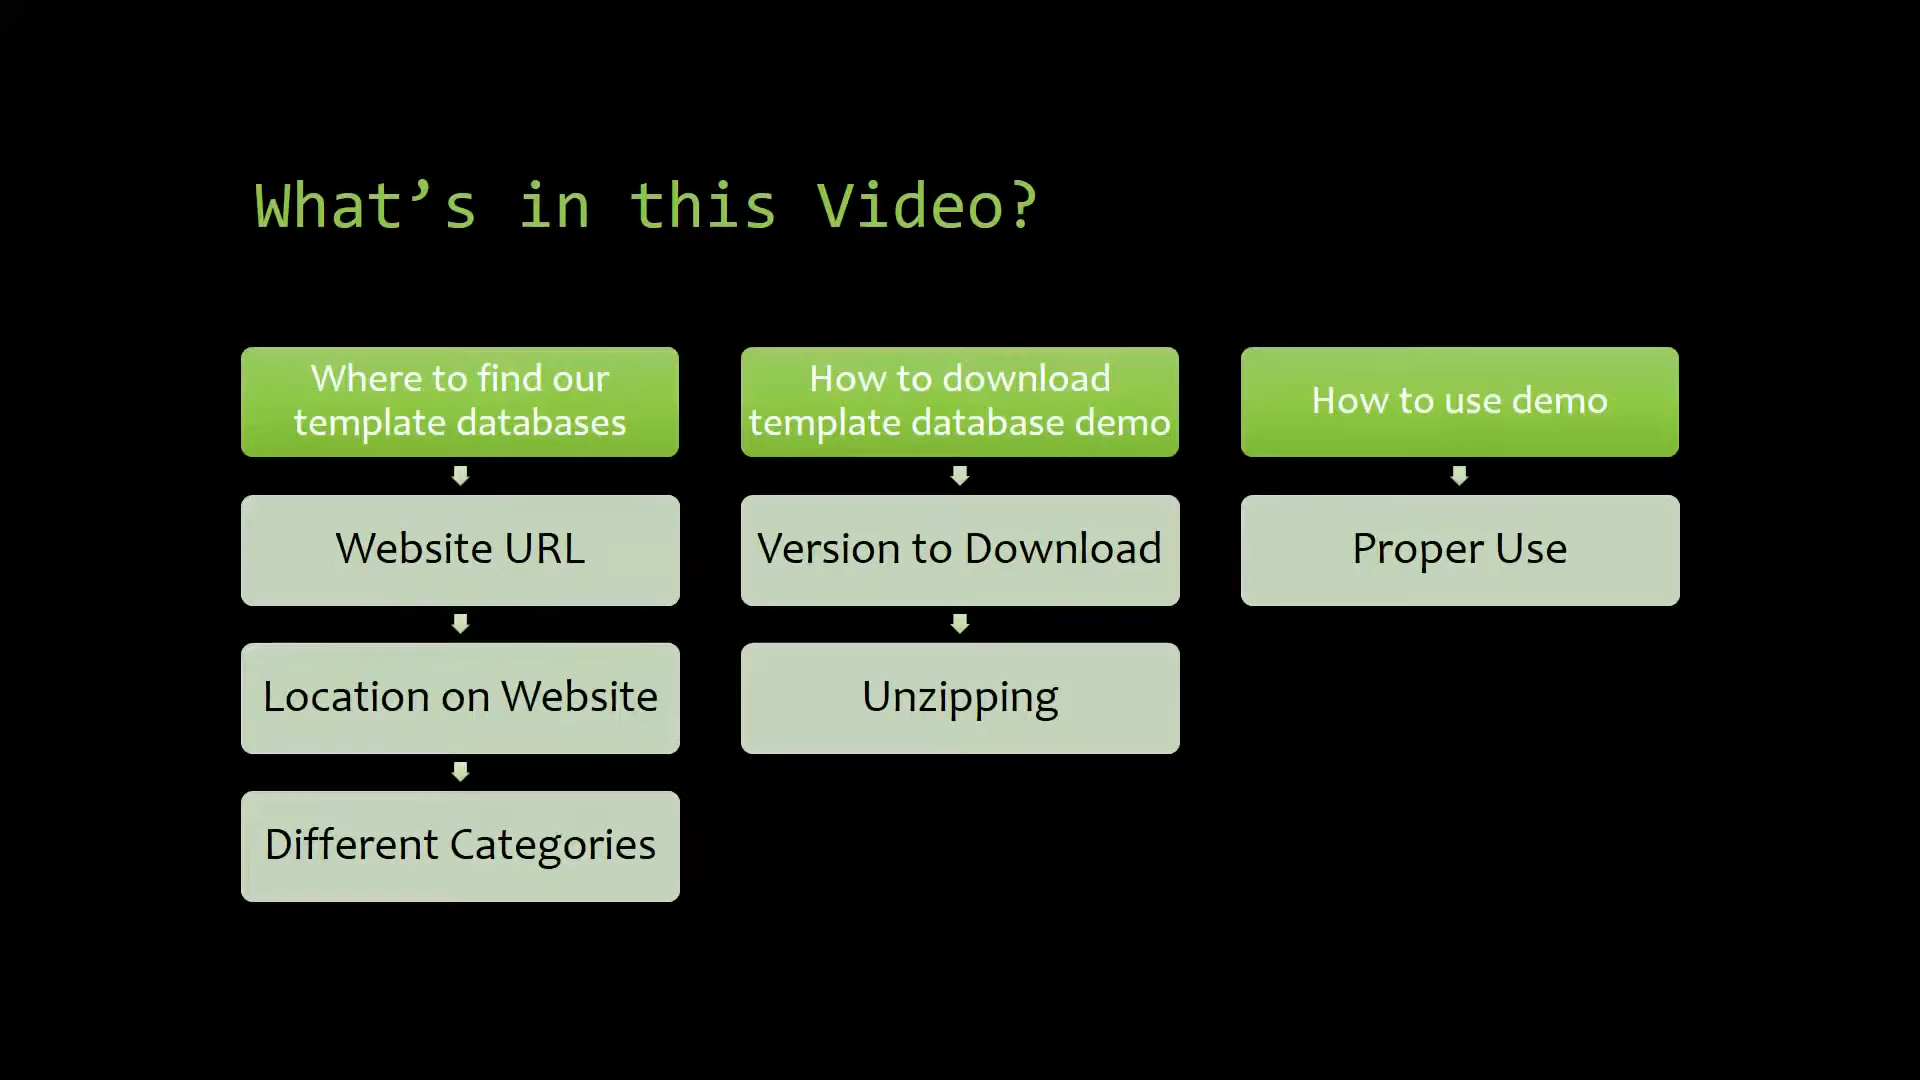 What’s in this Video?
Where to find our
template databases
Website URL
Location on Website
Different Categories
How to download
template database demo
Version to Download
Unzipping
How to use demo
Proper Use